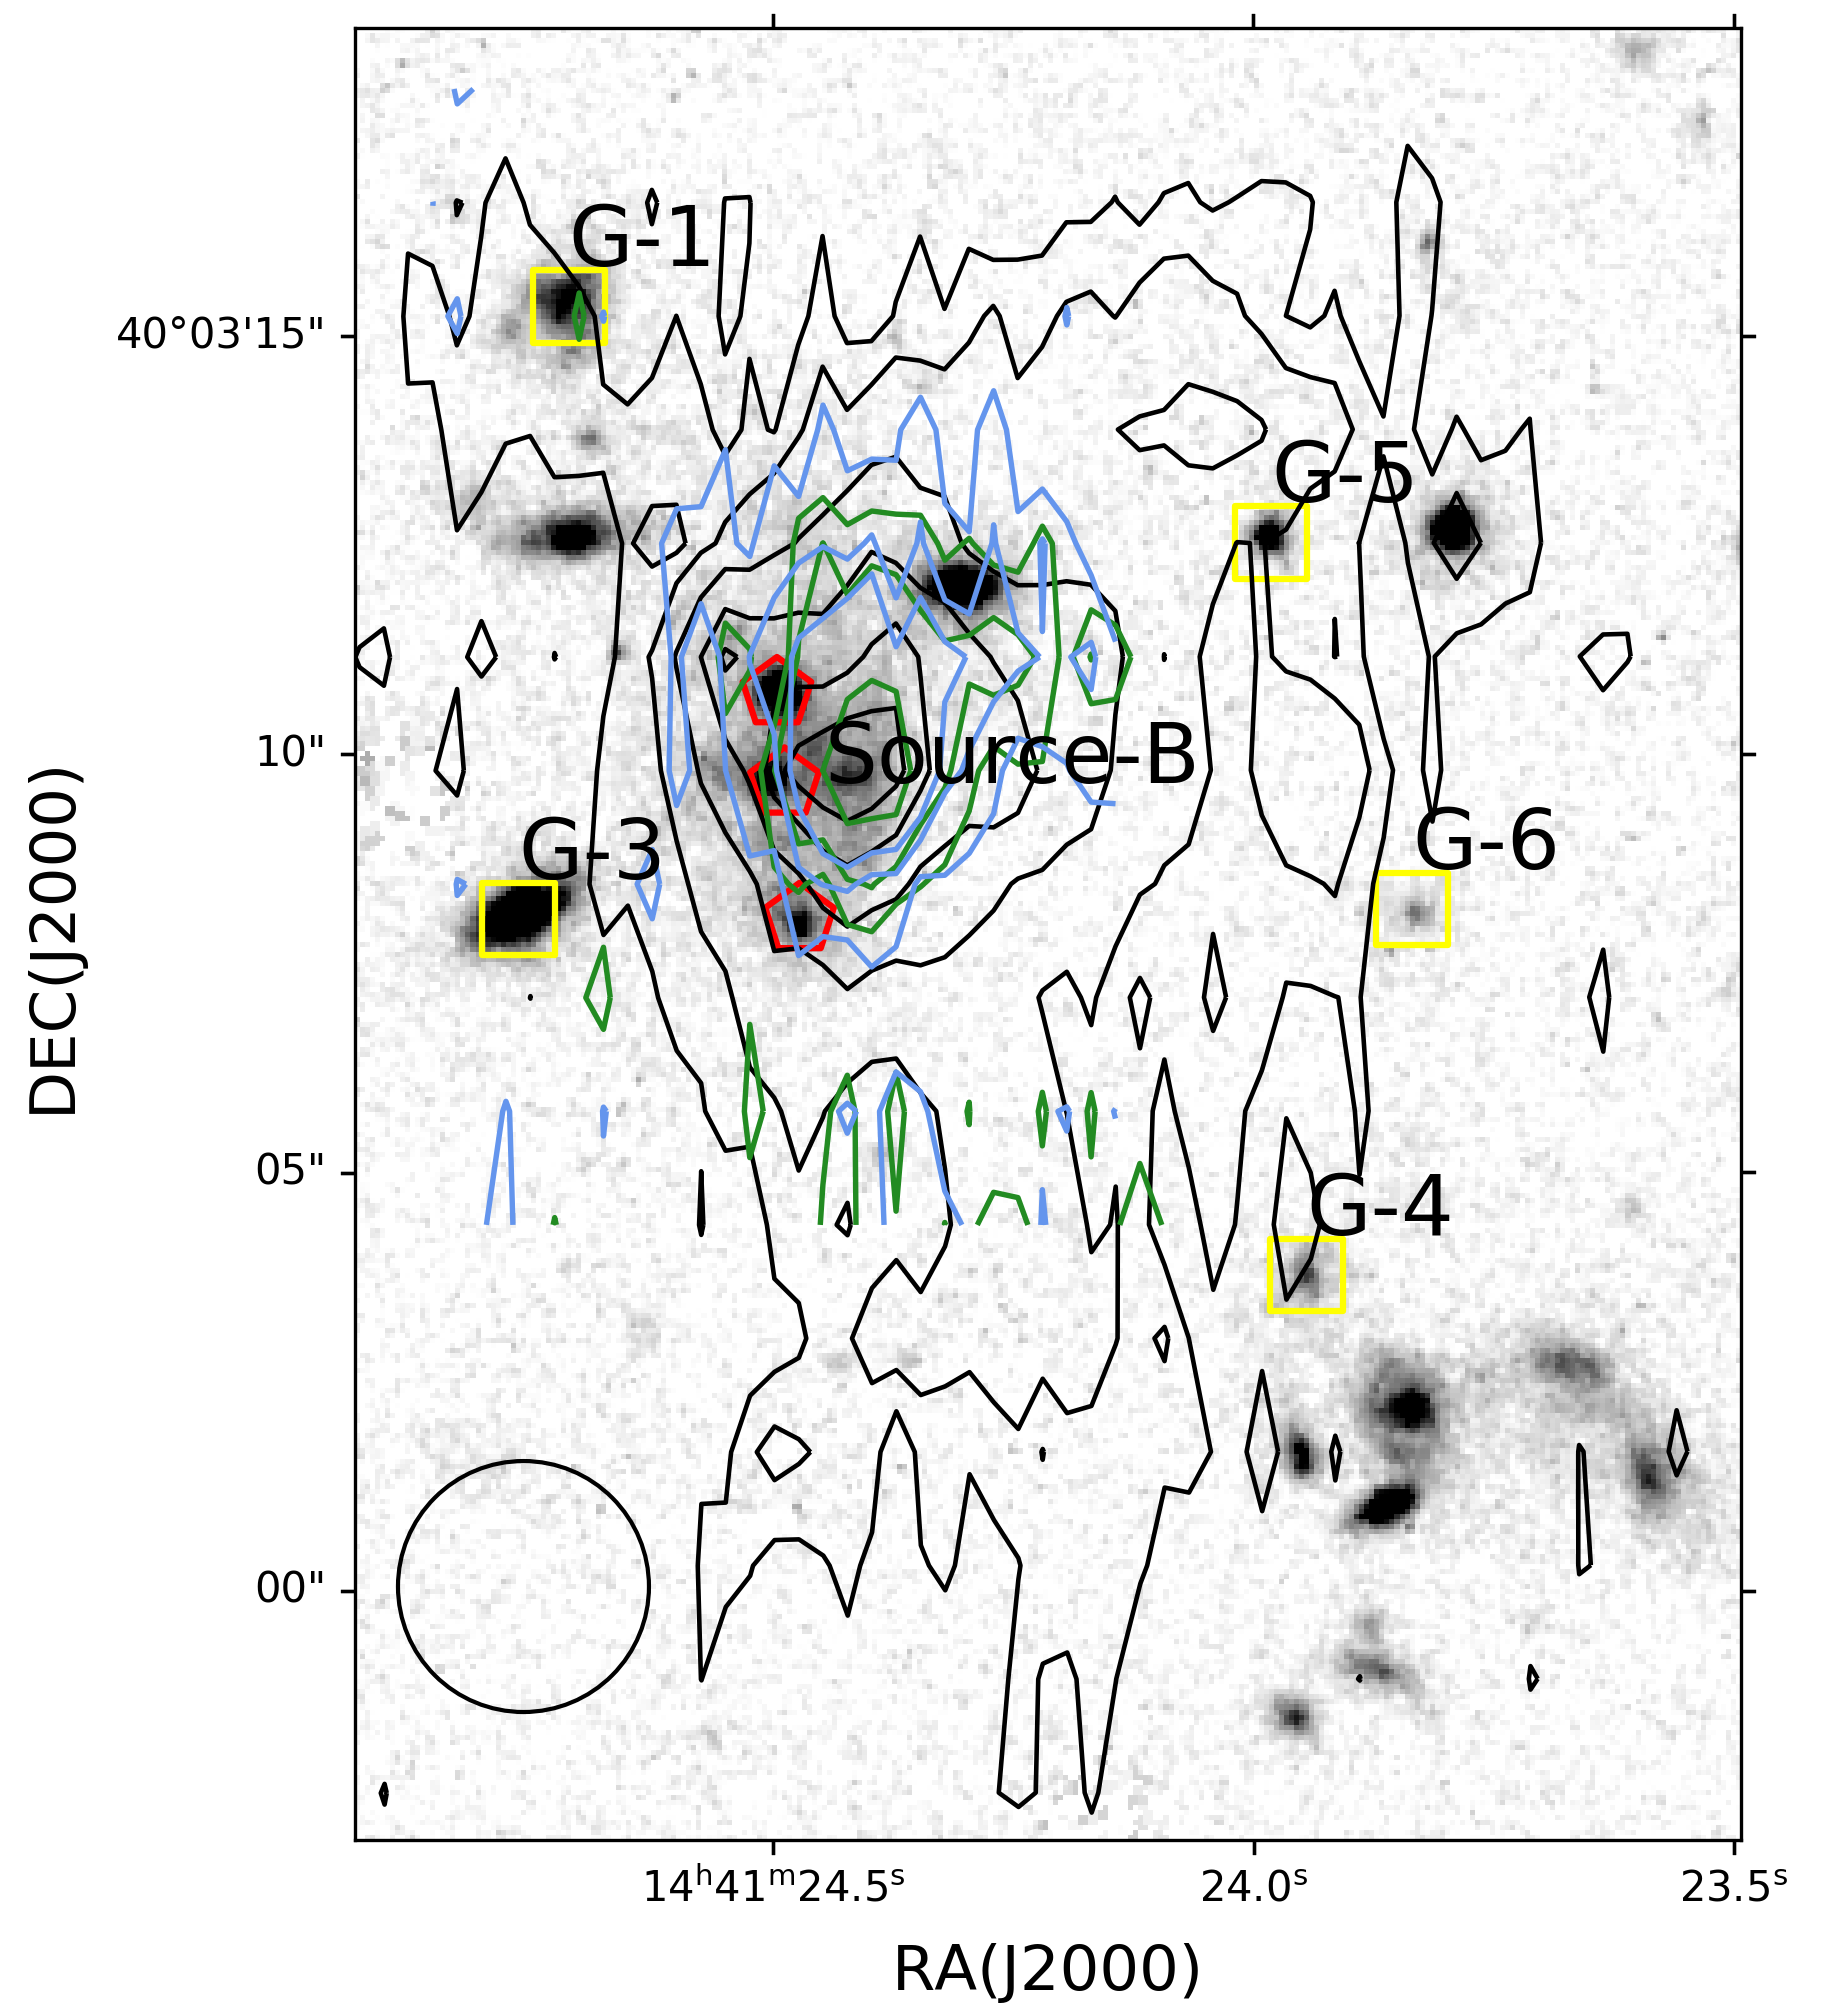 G-1
40°03'15"
G-5
10"
Source-B
G-3
G-6
DEC(J2000)
05"
G-4
00"
14h41m24.5s
24.0s
23.5s
RA(J2000)